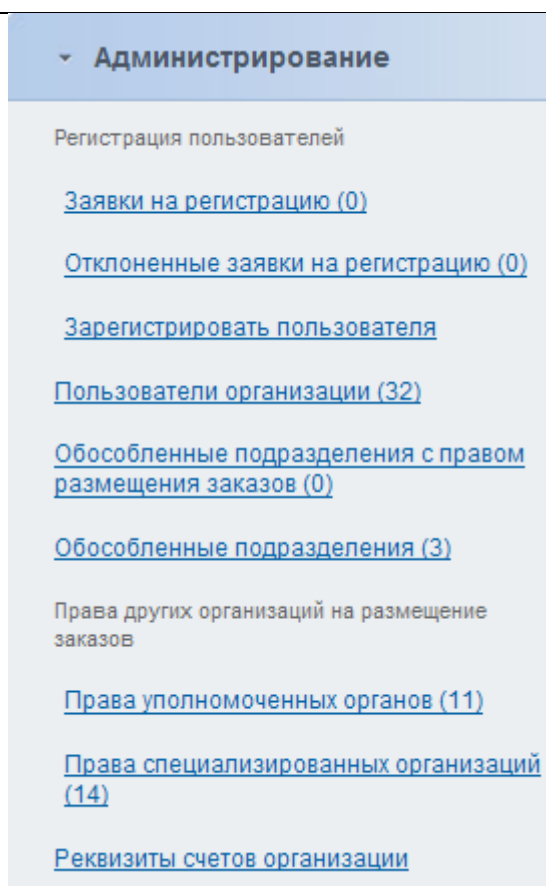 Администрирование
Регистрация пользователей
Заявки на регистрацию (0)
Отклоненные заявки на регистрацию (0)
Зарегистрировать пользователя
Пользователи организации (32)
Обособленные подразделения с правом
размещения заказов (0)
Обособленные подразделения (3)
Права других организаций на размещение
заказов
Права уполномоченных органов (11)
Права специализированных организаций
(14)
Реквизиты счетов организации